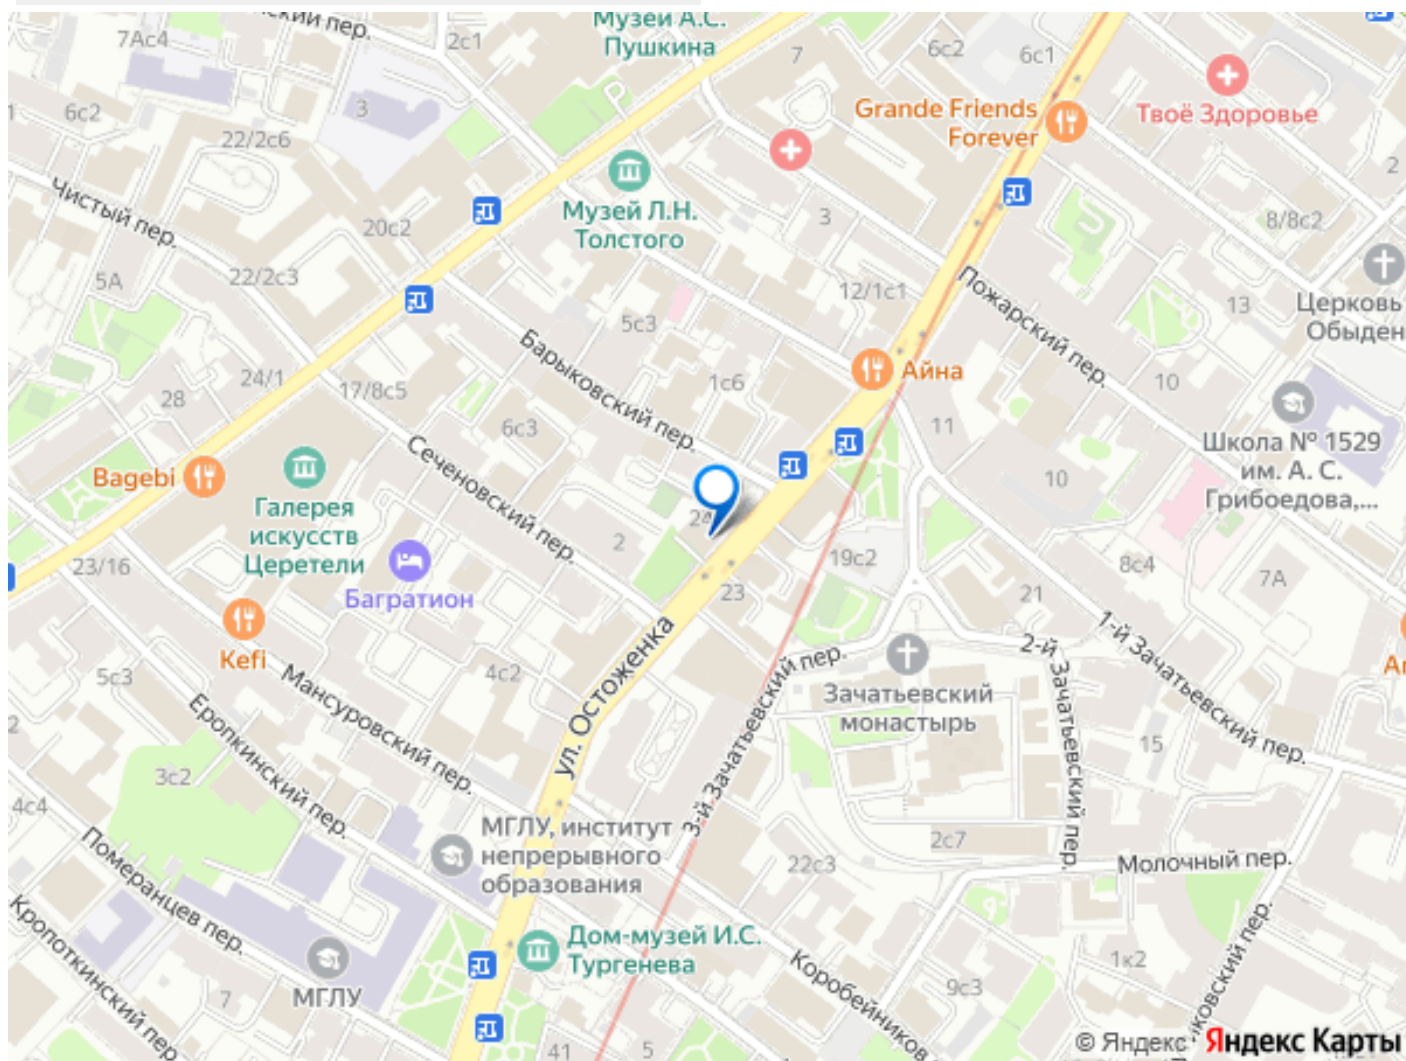 7Ас4
2с1
Музей А.С.
Пушкина
7
6с2
6с1
Grande Friends
Forever
Твоё Здоровье
6с2
3
22/2с6
2
Чистый пер.
20с2
Музей Л.Н.
Толстого
3
8/8с2
5А
22/2с3
12/1с1
Пожарский пер.
13
Церковь
Обыден
5с3
Барыковский пер.
28
24/1
17/8с5
1с6
Айна
10
6с3
11
Школа № 1529
им. А. С.
Грибоедова,...
Bagebi
Сеченовский пер.
10
Галерея
искусств
Церетели
2
19с2
8с4
7А
23/16
Багратион
23
21
1-й Зачатьевский пер.
Kefi
ул. Остоженка
2-й Зачатьевский пер.
3-й Зачатьевский пер.
Зачатьевский
монастырь
5с3
Мансуровский пер.
4с2
15
Еропкинский пер.
3с2
4с4
МГЛУ, институт
непрерывного
образования
2с7
22с3
Молочный пер.
Померанцев пер.
Кропоткинский пер.
Дом-музей И.С.
Тургенева
Коробейников
1к2
9с3
МГЛУ
7
41
5
© Яндекс Яндекс Карты